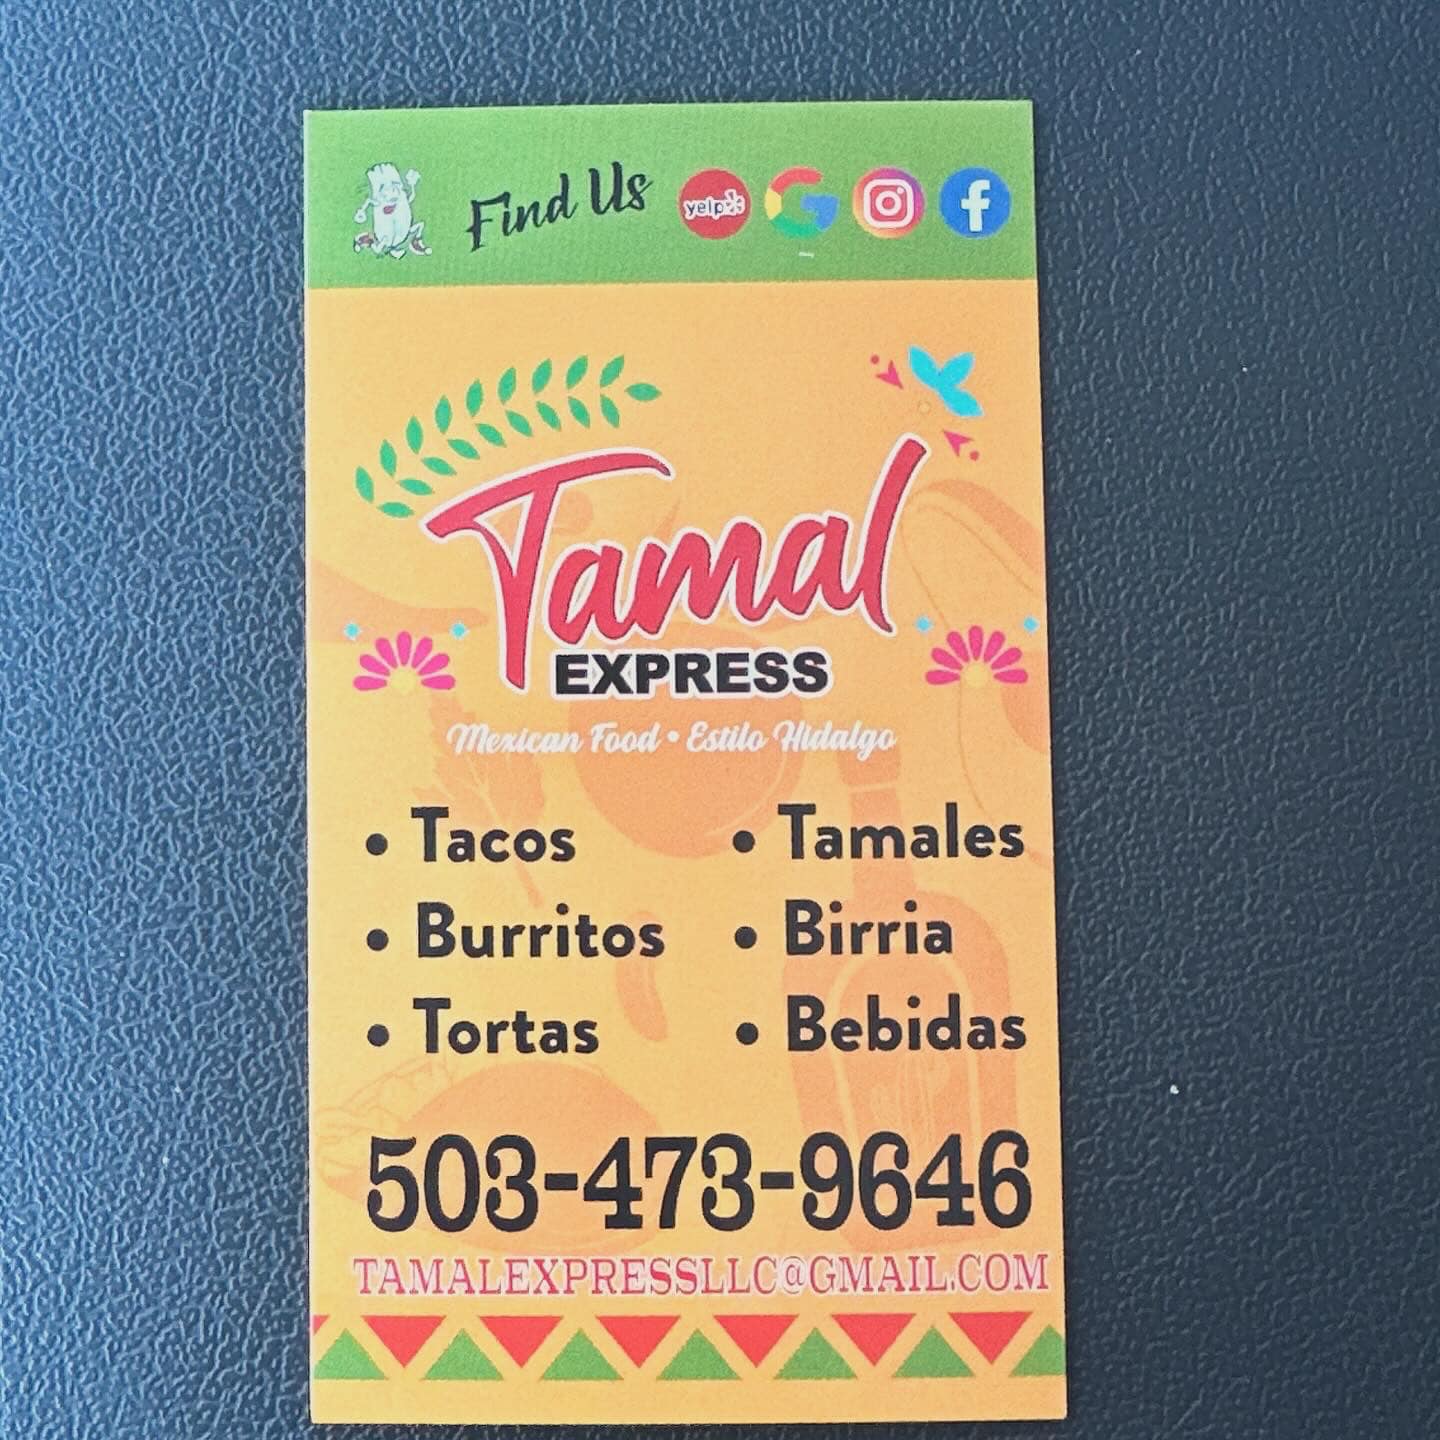 Find Us yelp
Tamal
EXPRESS
Mexican Food • Estilo Hidalgo
• Tacos
• Burritos
• Tortas
• Tamales
• Birria
• Bebidas
503-473-9646
TAMALEXPRESSLLC@GMAIL.COM